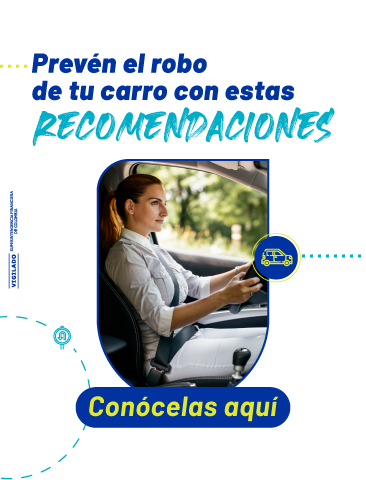 Prevén el robo
de tu carro con estas
RECOMENDACIONES
VIGILADO SUPERINTENDENCIA FINANCIERA
DE COLOMBIA
Conócelas aquí